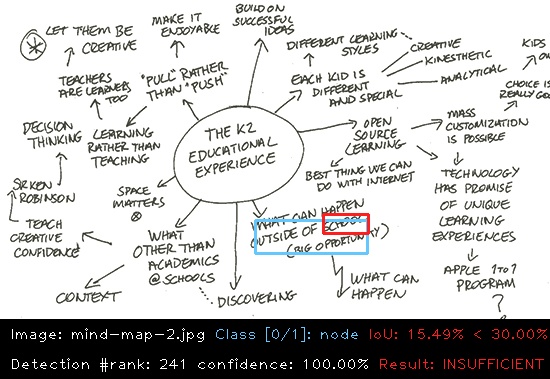 LET THEM BE
CREATIVE
MAKE IT
ENJOYABLE
BUILD ON
SUCCESSFUL
IDEAS
DIFFERENT LEARNING
STYLES
CREATIVE
KINESTHETIC
ANALYTICAL
KIDS
TEACHERS
ARE LEARNERS
TOO
"PULL" RATHER
THAN "PUSH"
EACH KID IS
DIFFERENT
AND SPECIAL
CHOICE IS
REALLY
DECISION
THINKING
LEARNING
RATHER THAN
TEACHING
THE K2
EDUCATIONAL
EXPERIENCE
OPEN
SOURCE
LEARNING
MASS
CUSTOMIZATION
IS POSSIBLE
SIR KEN
ROBINSON
SPACE
MATTERS
BEST THING WE CAN
DO WITH INTERNET
TECHNOLOGY
HAS PROMISE
OF UNIQUE
LEARNING
EXPERIENCES
TEACH
CREATIVE
CONFIDENCE
WHAT
OTHER THAN
ACADEMICS
@ SCHOOLS
WHAT CAN HAPPEN
OUTSIDE OF SCHOOL
(BIG OPPORTUNITY)
APPLE 1 TO 1
PROGRAM
?
CONTEXT
DISCOVERING
WHAT CAN
HAPPEN
Image: mind-map-2.jpg Class [0/1]: node IoU: 15.49% < 30.00%
Detection #rank: 241 confidence: 100.00% Result: INSUFFICIENT